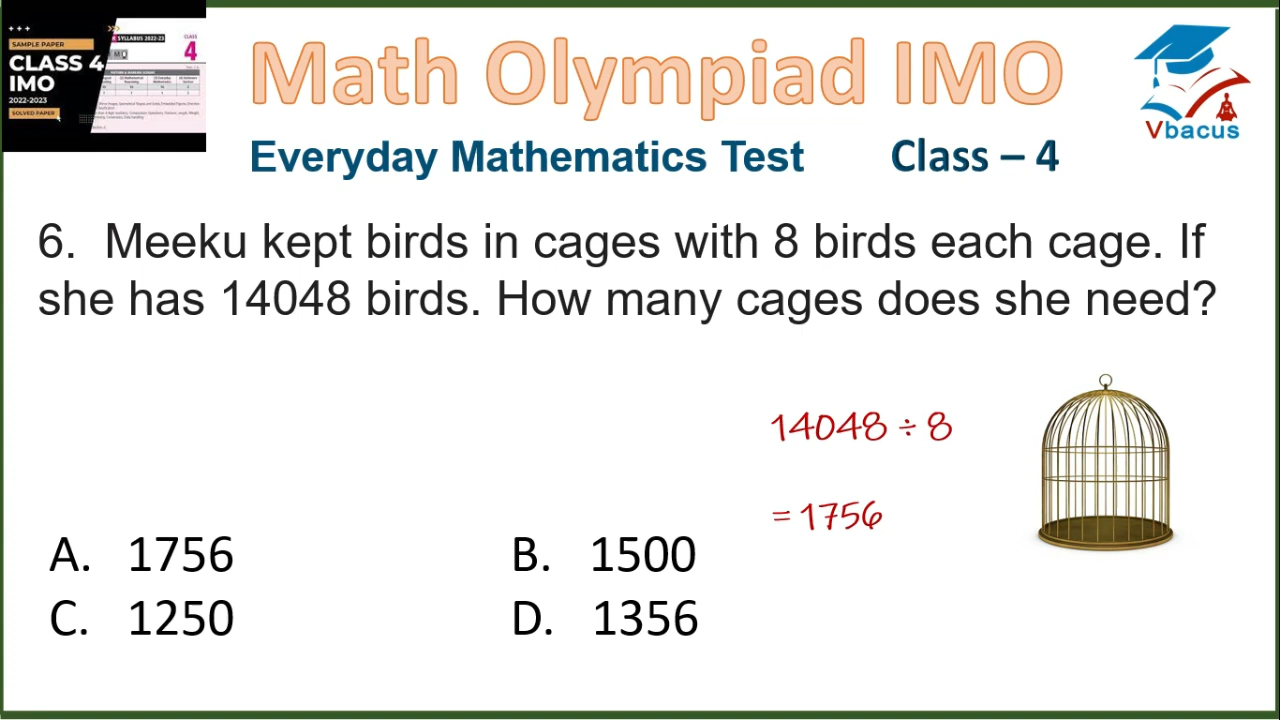 SAMPLE PAPER
CLASS 4
IMO
2022-2023
SOLVED PAPER
SYLLABUS 2022-23
CLASS
4
Math Olympiad IMO
Everyday Mathematics Test Class – 4
Vbacus
6. Meeku kept birds in cages with 8 birds each cage. If
she has 14048 birds. How many cages does she need?
14048 ÷ 8
= 1756
A. 1756 B. 1500
C. 1250 D. 1356